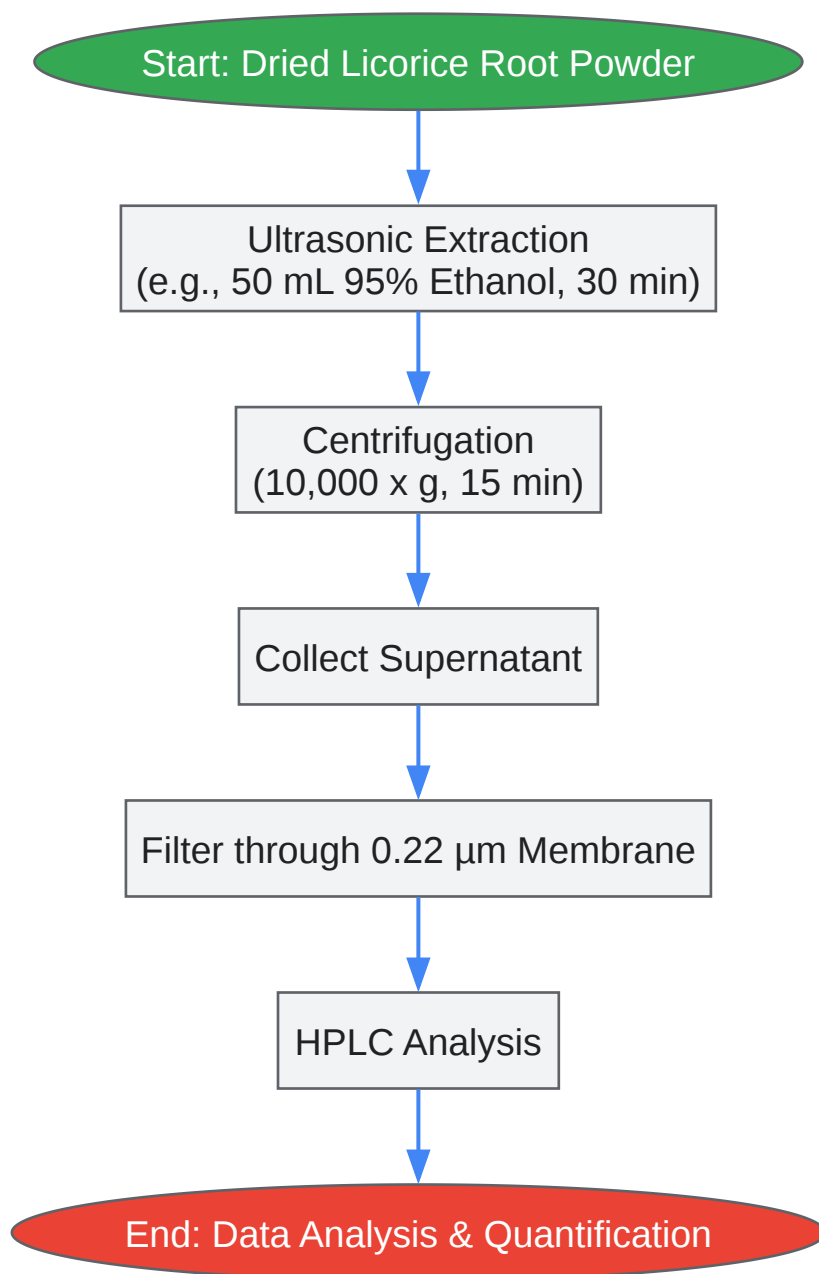 Start: Dried Licorice Root Powder
Ultrasonic Extraction
(e.g., 50 mL 95% Ethanol, 30 min)
Centrifugation
(10,000 x g, 15 min)
Collect Supernatant
Filter through 0.22 µm Membrane
HPLC Analysis
End: Data Analysis & Quantification